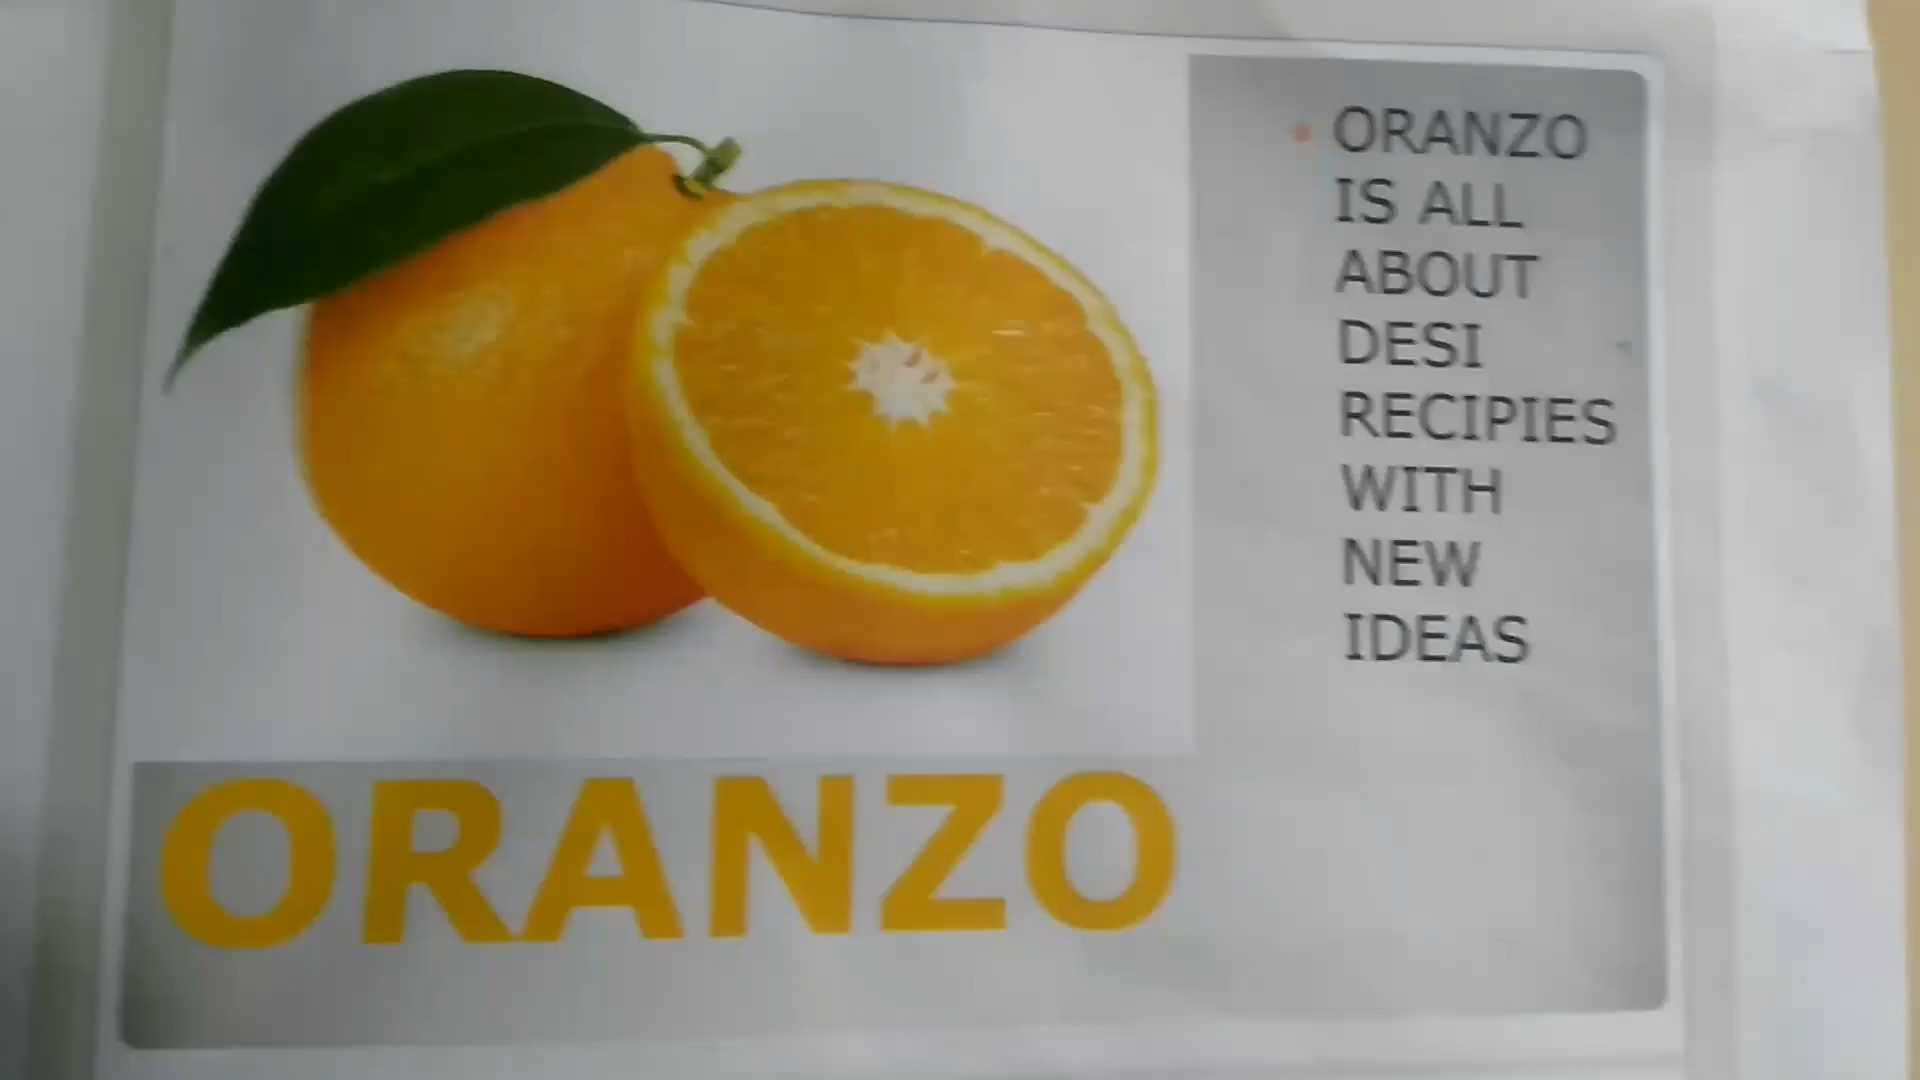 ORANZO
IS ALL
ABOUT
DESI
RECIPIES
WITH
NEW
IDEAS
ORANZO